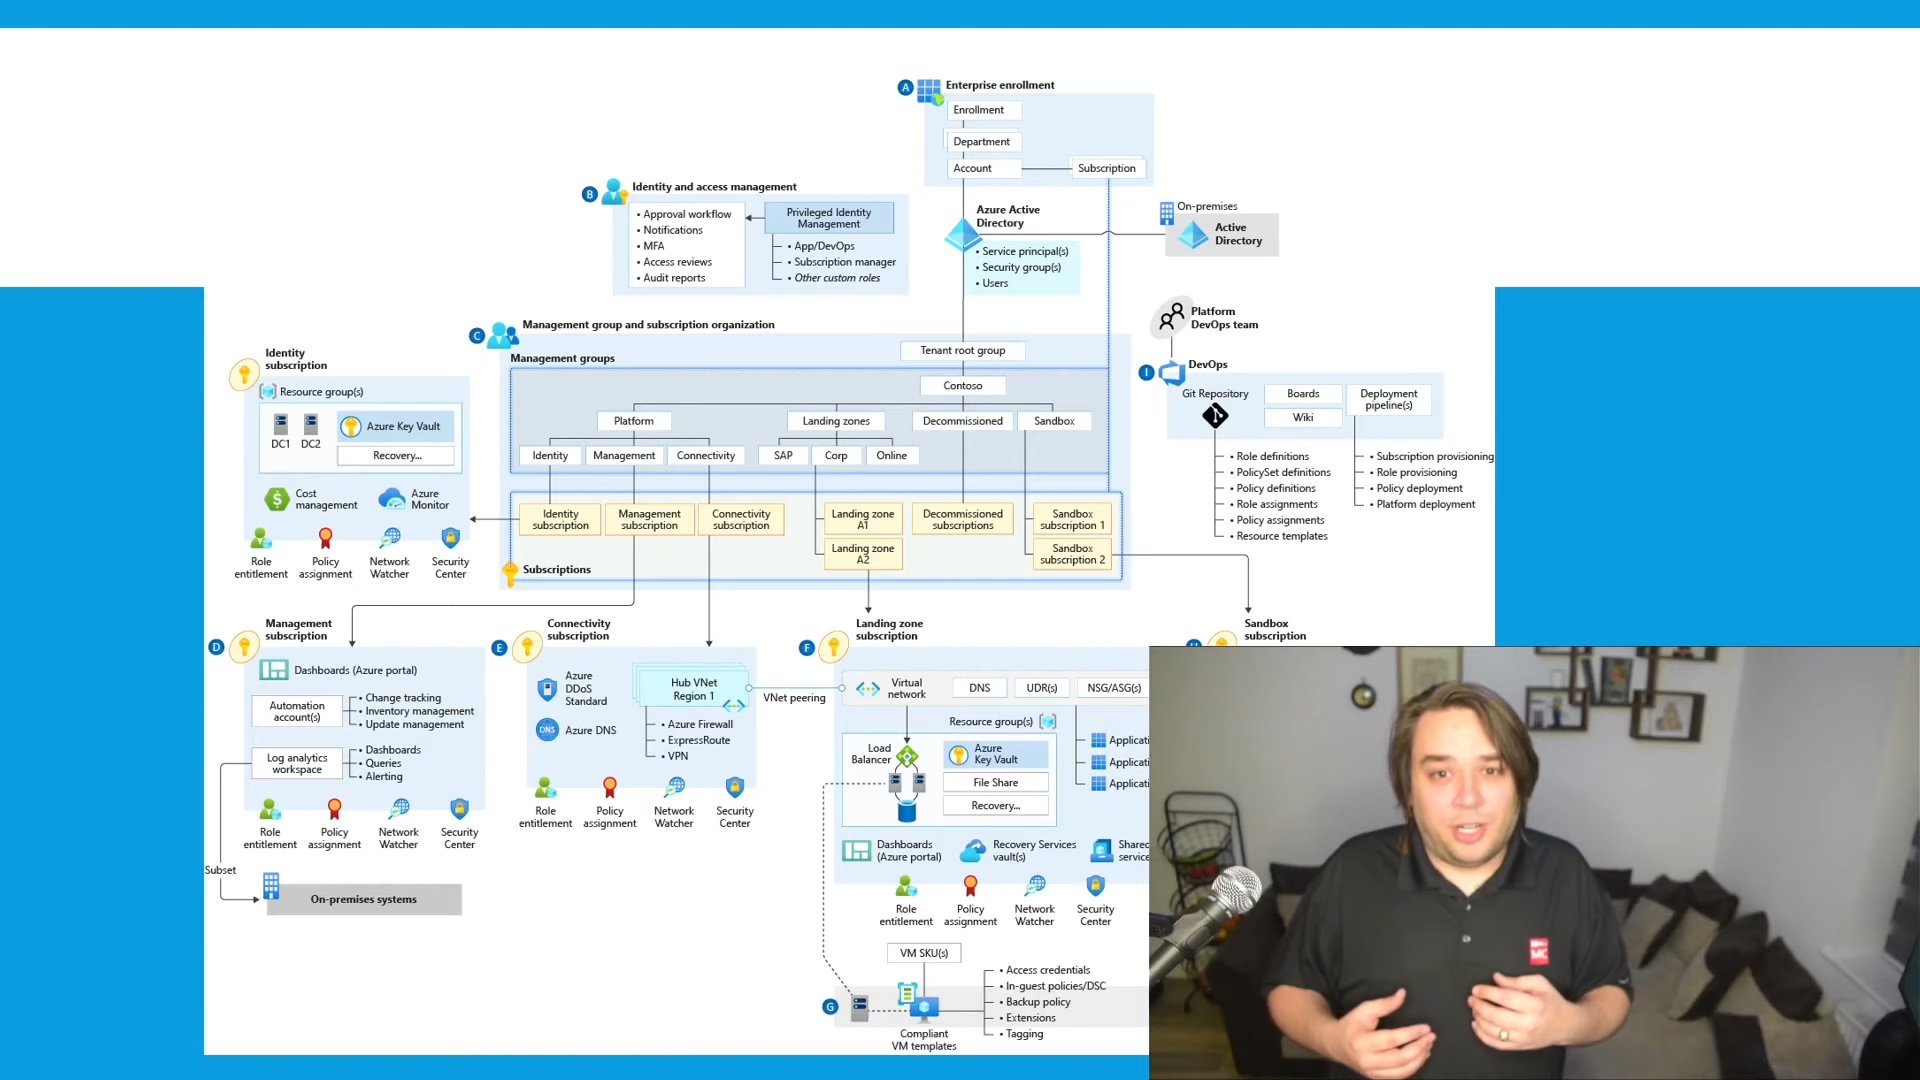 A
Enterprise enrollment
Enrollment
Department
Account
Subscription
B
Identity and access management
• Approval workflow
• Notifications
• MFA
• Access reviews
• Audit reports
Privileged Identity
Management
• App/DevOps
• Subscription manager
• Other custom roles
Azure Active
Directory
• Service principal(s)
• Security group(s)
• Users
On-premises
Active
Directory
C
Management group and subscription organization
Management groups
Tenant root group
Contoso
Platform
Landing zones
Decommissioned
Sandbox
Identity
Management
Connectivity
SAP
Corp
Online
Identity
subscription
Management
subscription
Connectivity
subscription
Landing zone
A1
Landing zone
A2
Decommissioned
subscriptions
Sandbox
subscription 1
Sandbox
subscription 2
Subscriptions
Identity
subscription
Resource group(s)
DC1
DC2
Azure Key Vault
Recovery...
Cost
management
Azure
Monitor
Role
entitlement
Policy
assignment
Network
Watcher
Security
Center
Platform
DevOps team
I
DevOps
Git Repository
Boards
Wiki
Deployment
pipeline(s)
• Role definitions
• PolicySet definitions
• Policy definitions
• Role assignments
• Policy assignments
• Resource templates
• Subscription provisioning
• Role provisioning
• Policy deployment
• Platform deployment
D
Management
subscription
Dashboards (Azure portal)
Automation
account(s)
• Change tracking
• Inventory management
• Update management
Log analytics
workspace
• Dashboards
• Queries
• Alerting
Role
entitlement
Policy
assignment
Network
Watcher
Security
Center
Subset
On-premises systems
E
Connectivity
subscription
Azure
DDoS
Standard
DNS
Azure DNS
Hub VNet
Region 1
• Azure Firewall
• ExpressRoute
• VPN
VNet peering
Role
entitlement
Policy
assignment
Network
Watcher
Security
Center
F
Landing zone
subscription
Virtual
network
DNS
UDR(s)
NSG/ASG(s)
Resource group(s)
Load
Balancer
Azure
Key Vault
File Share
Recovery...
Applicati
Applicati
Applicati
Dashboards
(Azure portal)
Recovery Services
vault(s)
Shared
service
Role
entitlement
Policy
assignment
Network
Watcher
Security
Center
Sandbox
subscription
G
VM SKU(s)
Compliant
VM templates
• Access credentials
• In-guest policies/DSC
• Backup policy
• Extensions
• Tagging